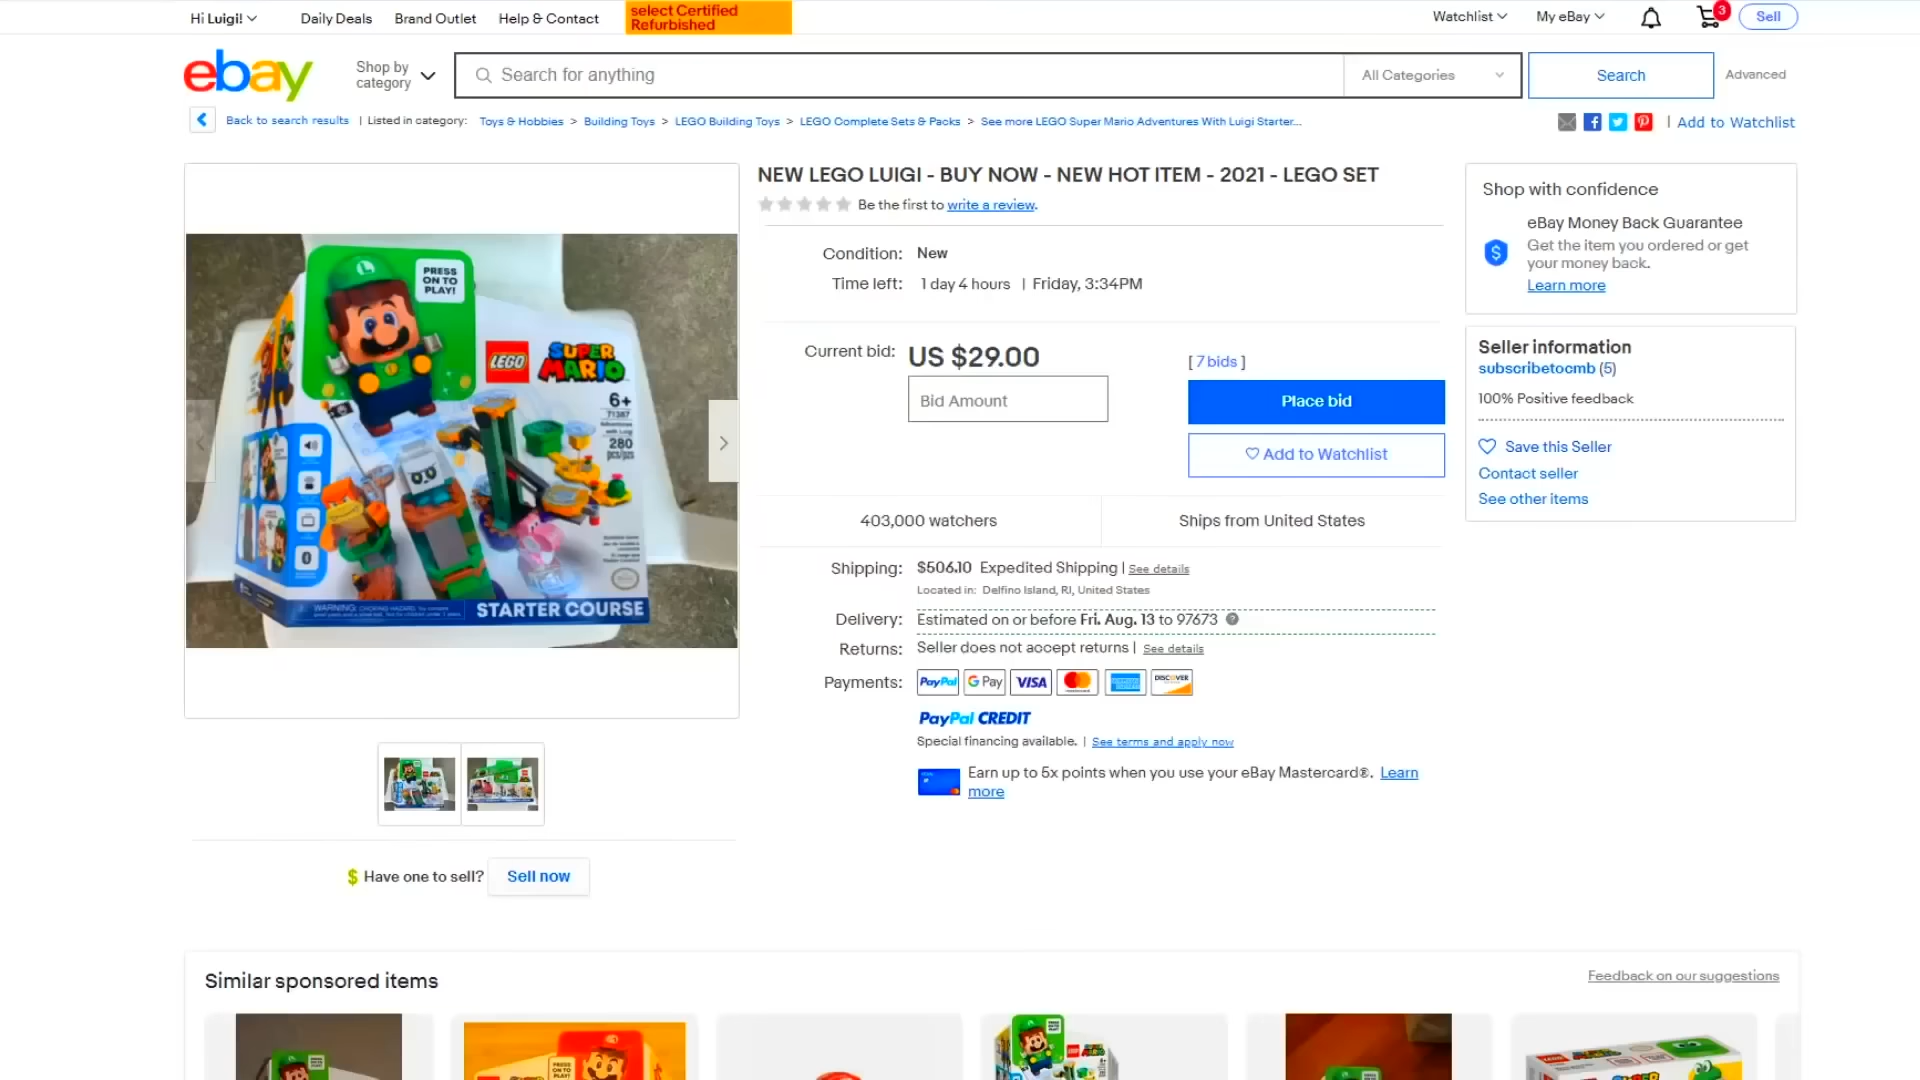 Hi Luigi!
Daily Deals
Brand Outlet
Help & Contact
select Certified
Refurbished
Watchlist
My eBay
3
Sell
ebay
Shop by
category
Search for anything
All Categories
Search
Advanced
Back to search results | Listed in category: Toys & Hobbies > Building Toys > LEGO Building Toys > LEGO Complete Sets & Packs > See more LEGO Super Mario Adventures With Luigi Starter...
| Add to Watchlist
PRESS
ON TO
PLAY!
LEGO
SUPER
MARIO
6+
71387
Adventures
with Luigi
280
pcs/pzs
STARTER COURSE
NEW LEGO LUIGI - BUY NOW - NEW HOT ITEM - 2021 - LEGO SET
Be the first to write a review.
Condition: New
Time left: 1 day 4 hours | Friday, 3:34PM
Current bid: US $29.00
[ 7 bids ]
Bid Amount
Place bid
Add to Watchlist
403,000 watchers
Ships from United States
Shipping: $506.10 Expedited Shipping | See details
Located in: Delfino Island, RI, United States
Delivery: Estimated on or before Fri. Aug. 13 to 97673
Returns: Seller does not accept returns | See details
Payments: PayPal G Pay VISA mastercard DISCOVER
PayPal CREDIT
Special financing available. | See terms and apply now
Earn up to 5x points when you use your eBay Mastercard®. Learn
more
Shop with confidence
eBay Money Back Guarantee
Get the item you ordered or get
your money back.
Learn more
Seller information
subscribetocmb (5)
100% Positive feedback
Save this Seller
Contact seller
See other items
$ Have one to sell? Sell now
Similar sponsored items
Feedback on our suggestions